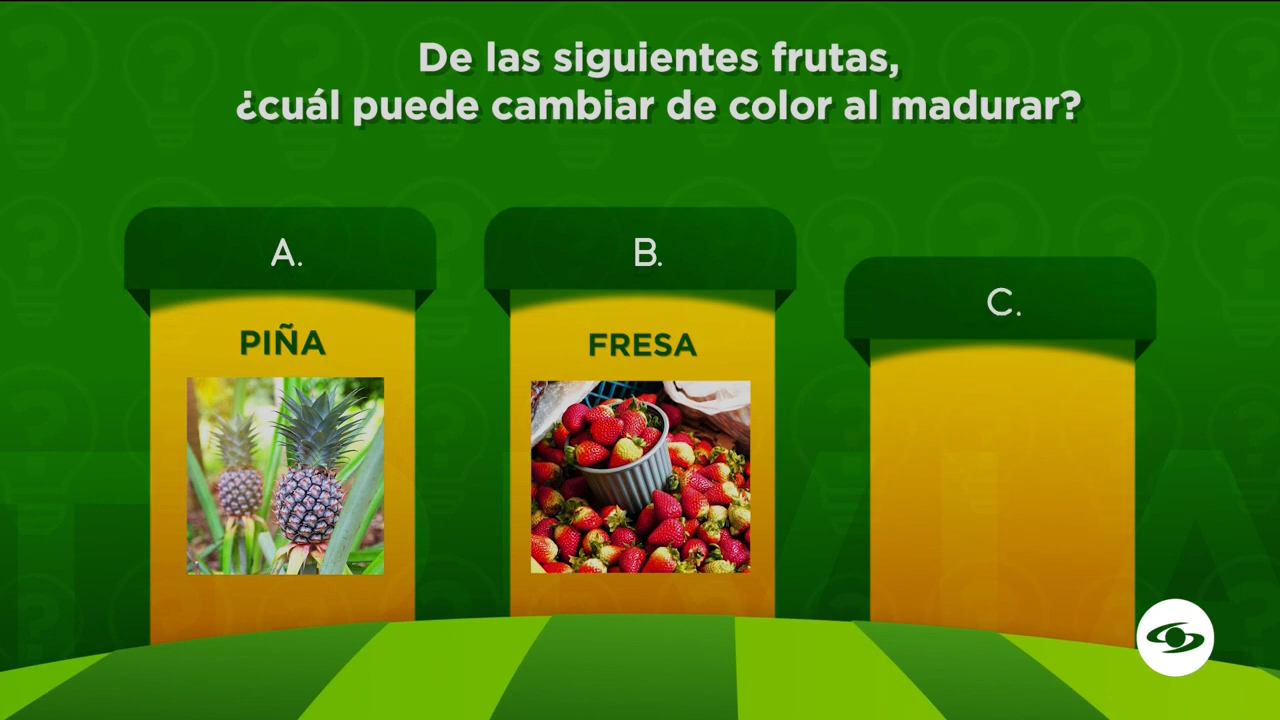 De las siguientes frutas,
¿cuál puede cambiar de color al madurar?
A.
B.
C.
PIÑA
FRESA